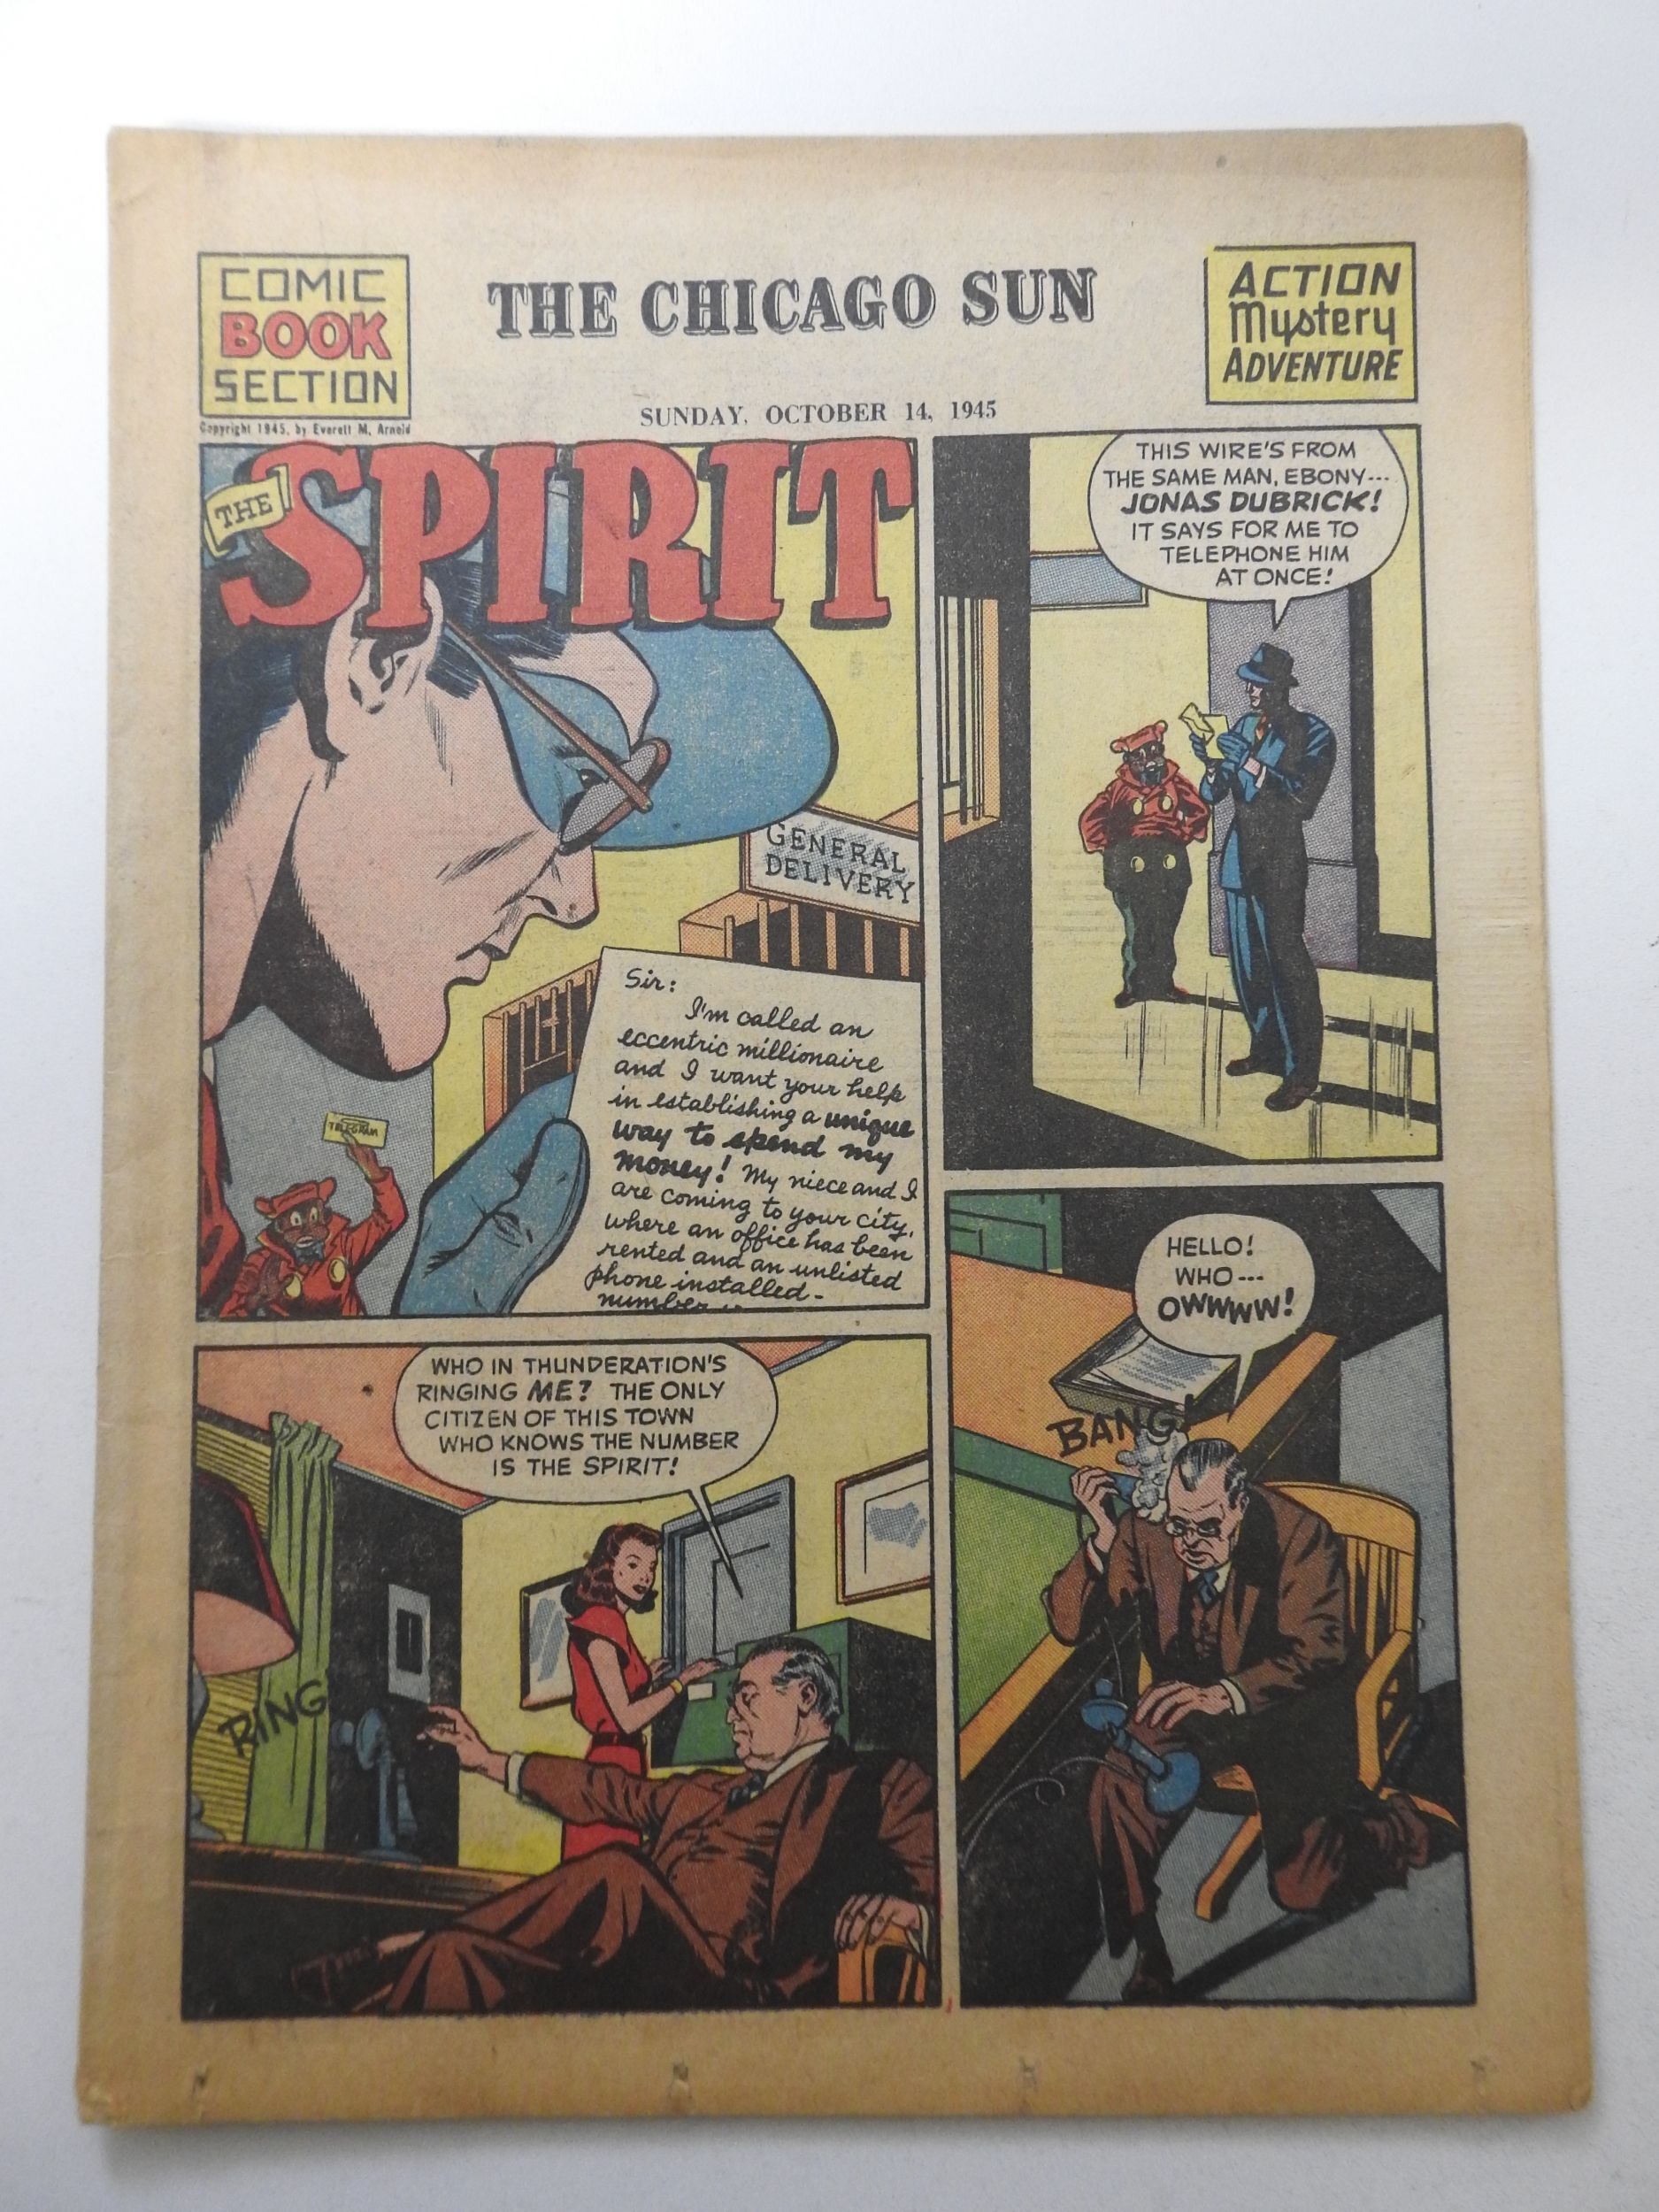 COMIC
BOOK
SECTION
THE CHICAGO SUN
ACTION
Mystery
ADVENTURE
SUNDAY, OCTOBER 14, 1945
Copyright 1945, by Everett M. Arnold
THE
SPIRIT
GENERAL
DELIVERY
TELEGRAM
Sir:
I'm called an
eccentric millionaire
and I want your help
in establishing a unique
way to spend my
money! My niece and I
are coming to your city,
where an office has been
rented and an unlisted
phone installed-
number
THIS WIRE'S FROM
THE SAME MAN, EBONY---
JONAS DUBRICK!
IT SAYS FOR ME TO
TELEPHONE HIM
AT ONCE!
WHO IN THUNDERATION'S
RINGING ME? THE ONLY
CITIZEN OF THIS TOWN
WHO KNOWS THE NUMBER
IS THE SPIRIT!
RING
HELLO!
WHO---
OWWWW!
BANG!